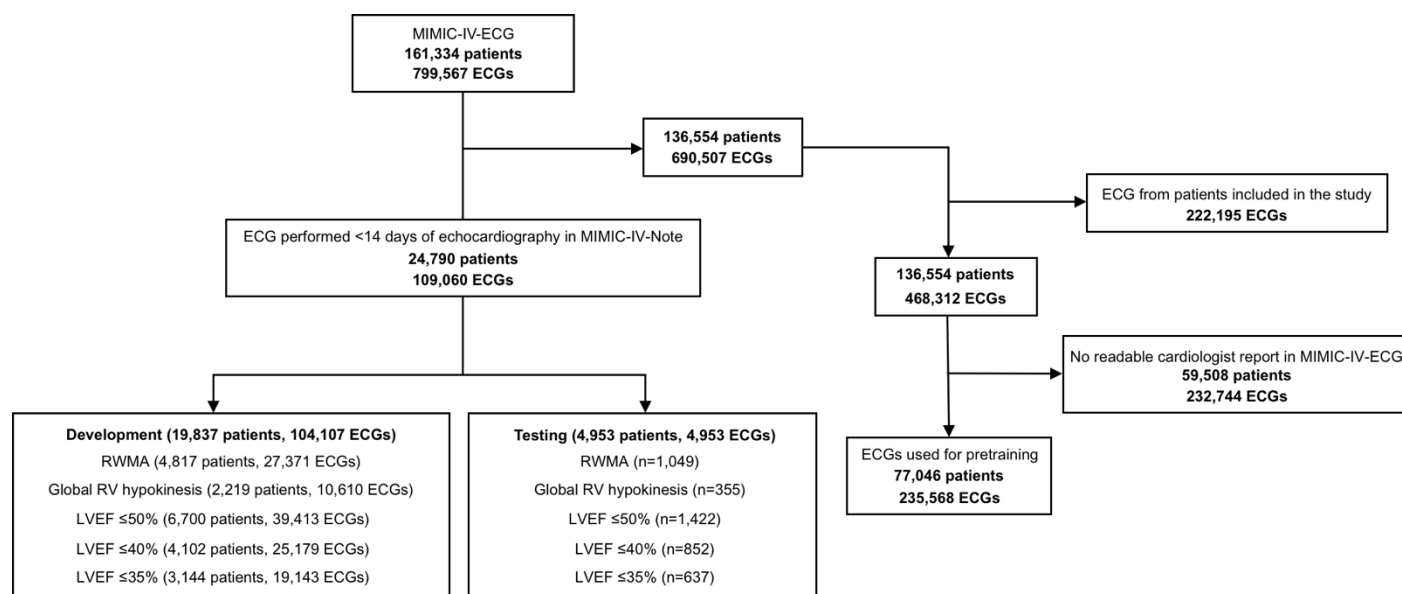 MIMIC-IV-ECG
161,334 patients
799,567 ECGs
136,554 patients
690,507 ECGs
ECG from patients included in the study
222,195 ECGs
ECG performed <14 days of echocardiography in MIMIC-IV-Note
24,790 patients
109,060 ECGs
136,554 patients
468,312 ECGs
No readable cardiologist report in MIMIC-IV-ECG
59,508 patients
232,744 ECGs
ECGs used for pretraining
77,046 patients
235,568 ECGs
Development (19,837 patients, 104,107 ECGs)
RWMA (4,817 patients, 27,371 ECGs)
Global RV hypokinesis (2,219 patients, 10,610 ECGs)
LVEF ≤50% (6,700 patients, 39,413 ECGs)
LVEF ≤40% (4,102 patients, 25,179 ECGs)
LVEF ≤35% (3,144 patients, 19,143 ECGs)
Testing (4,953 patients, 4,953 ECGs)
RWMA (n=1,049)
Global RV hypokinesis (n=355)
LVEF ≤50% (n=1,422)
LVEF ≤40% (n=852)
LVEF ≤35% (n=637)